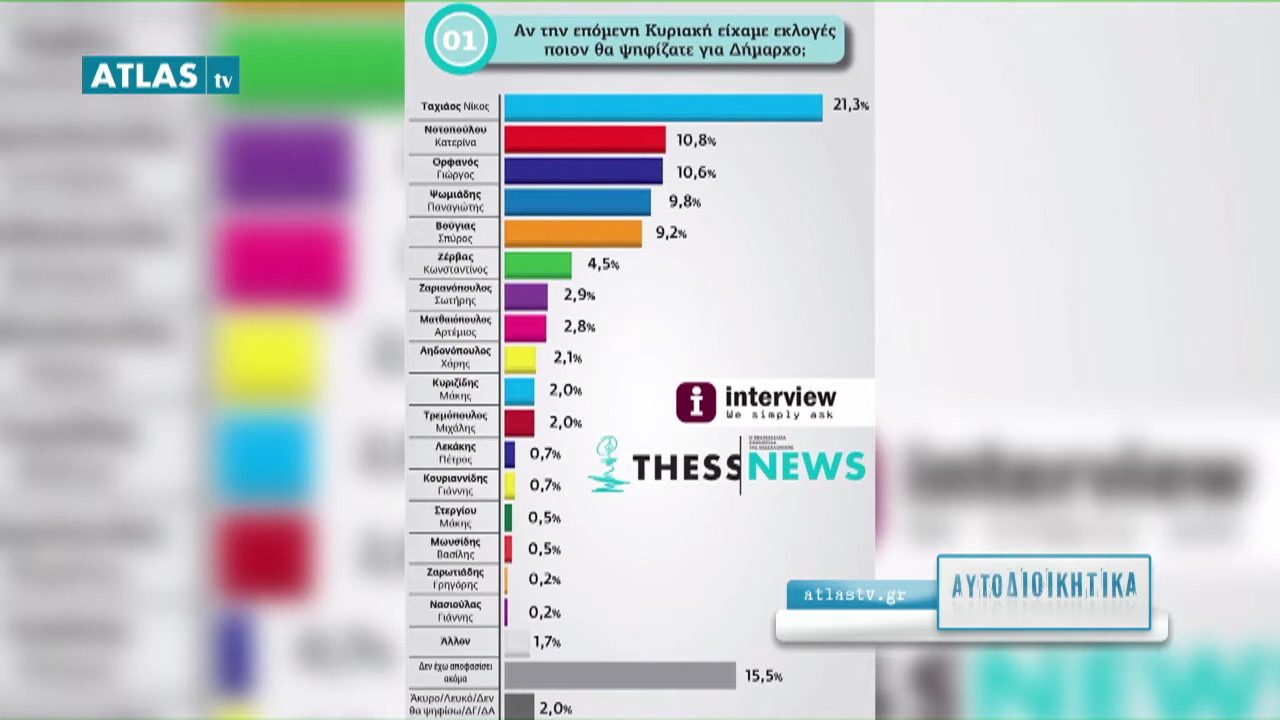 ATLAS tv
01
Αν την επόμενη Κυριακή είχαμε εκλογές
ποιον θα ψηφίζατε για Δήμαρχο;
Ταχιάος Νίκος 21,3%
Νοτοπούλου
Κατερίνα
10,8%
Ορφανός
Γιώργος
10,6%
Ψωμιάδης
Παναγιώτης
9,8%
Βούγιας
Σπύρος
9,2%
Ζέρβας
Κωνσταντίνος
4,5%
Ζαριανόπουλος
Σωτήρης
2,9%
Ματθαιόπουλος
Αρτέμιος
2,8%
Αηδονόπουλος
Χάρης
2,1%
Κυριζίδης
Μάκης
2,0%
Τρεμόπουλος
Μιχάλης
2,0%
Λεκάκης
Πέτρος
0,7%
Κουριαννίδης
Γιάννης
0,7%
Στεργίου
Μάκης
0,5%
Μωυσίδης
Βασίλης
0,5%
Ζαρωτιάδης
Γρηγόρης
0,2%
Νασιούλας
Γιάννης
0,2%
Άλλον 1,7%
Δεν έχω αποφασίσει
ακόμα
15,5%
Άκυρο/Λευκό/Δεν
θα ψηφίσω/ΔΓ/ΔΑ
2,0%
interview
We simply ask
THESSNEWS
atlastv.gr
ΑΥΤΟΔΙΟΙΚΗΤΙΚΑ